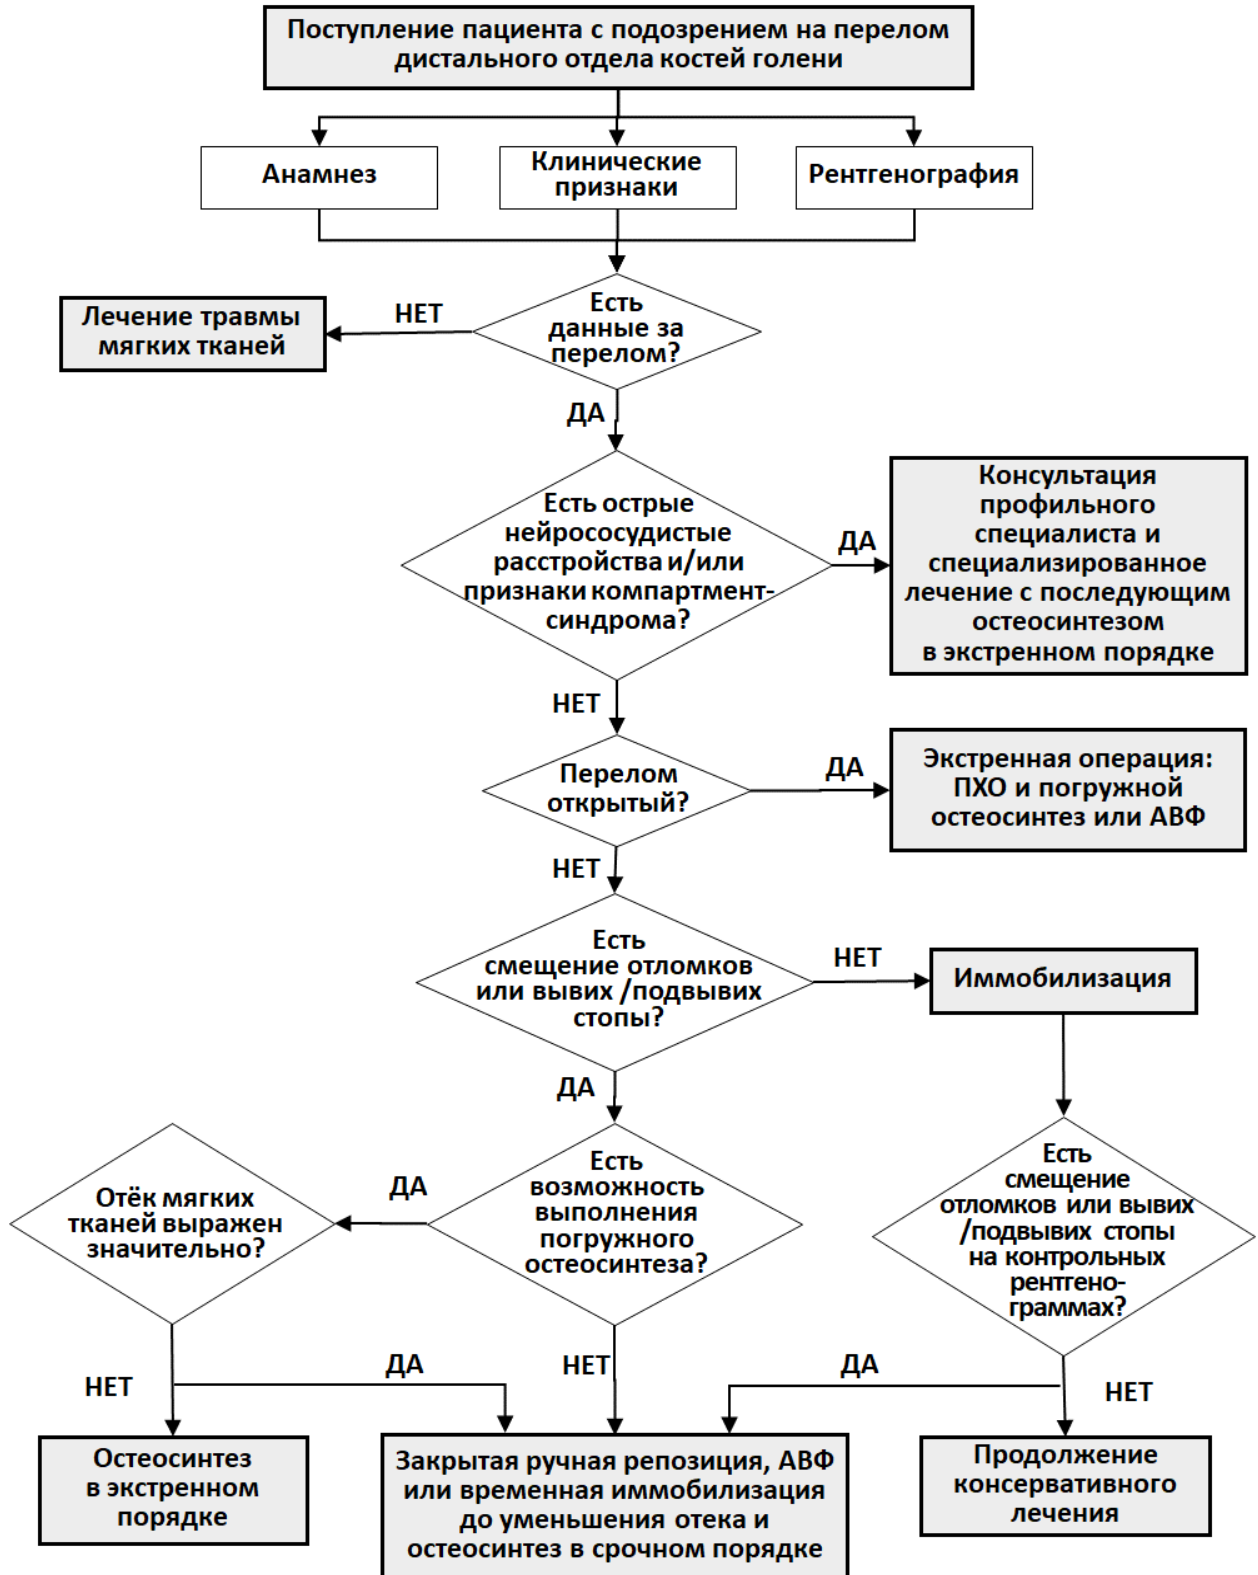 Поступление пациента с подозрением на перелом
дистального отдела костей голени
Анамнез
Клинические
признаки
Рентгенография
Есть
данные за
перелом?
НЕТ
Лечение травмы
мягких тканей
ДА
Есть острые
нейрососудистые
расстройства и/или
признаки компартмент-
синдрома?
ДА
Консультация
профильного
специалиста и
специализированное
лечение с последующим
остеосинтезом
в экстренном порядке
НЕТ
Перелом
открытый?
ДА
Экстренная операция:
ПХО и погружной
остеосинтез или АВФ
НЕТ
Есть
смещение отломков
или вывих /подвывих
стопы?
НЕТ
Иммобилизация
ДА
Есть
возможность
выполнения
погружного
остеосинтеза?
ДА
Отёк мягких
тканей выражен
значительно?
Есть
смещение
отломков или вывих
/подвывих стопы
на контрольных
рентгено-
граммах?
НЕТ
ДА
НЕТ
ДА
НЕТ
Остеосинтез
в экстренном
порядке
Закрытая ручная репозиция, АВФ
или временная иммобилизация
до уменьшения отека и
остеосинтез в срочном порядке
Продолжение
консервативного
лечения